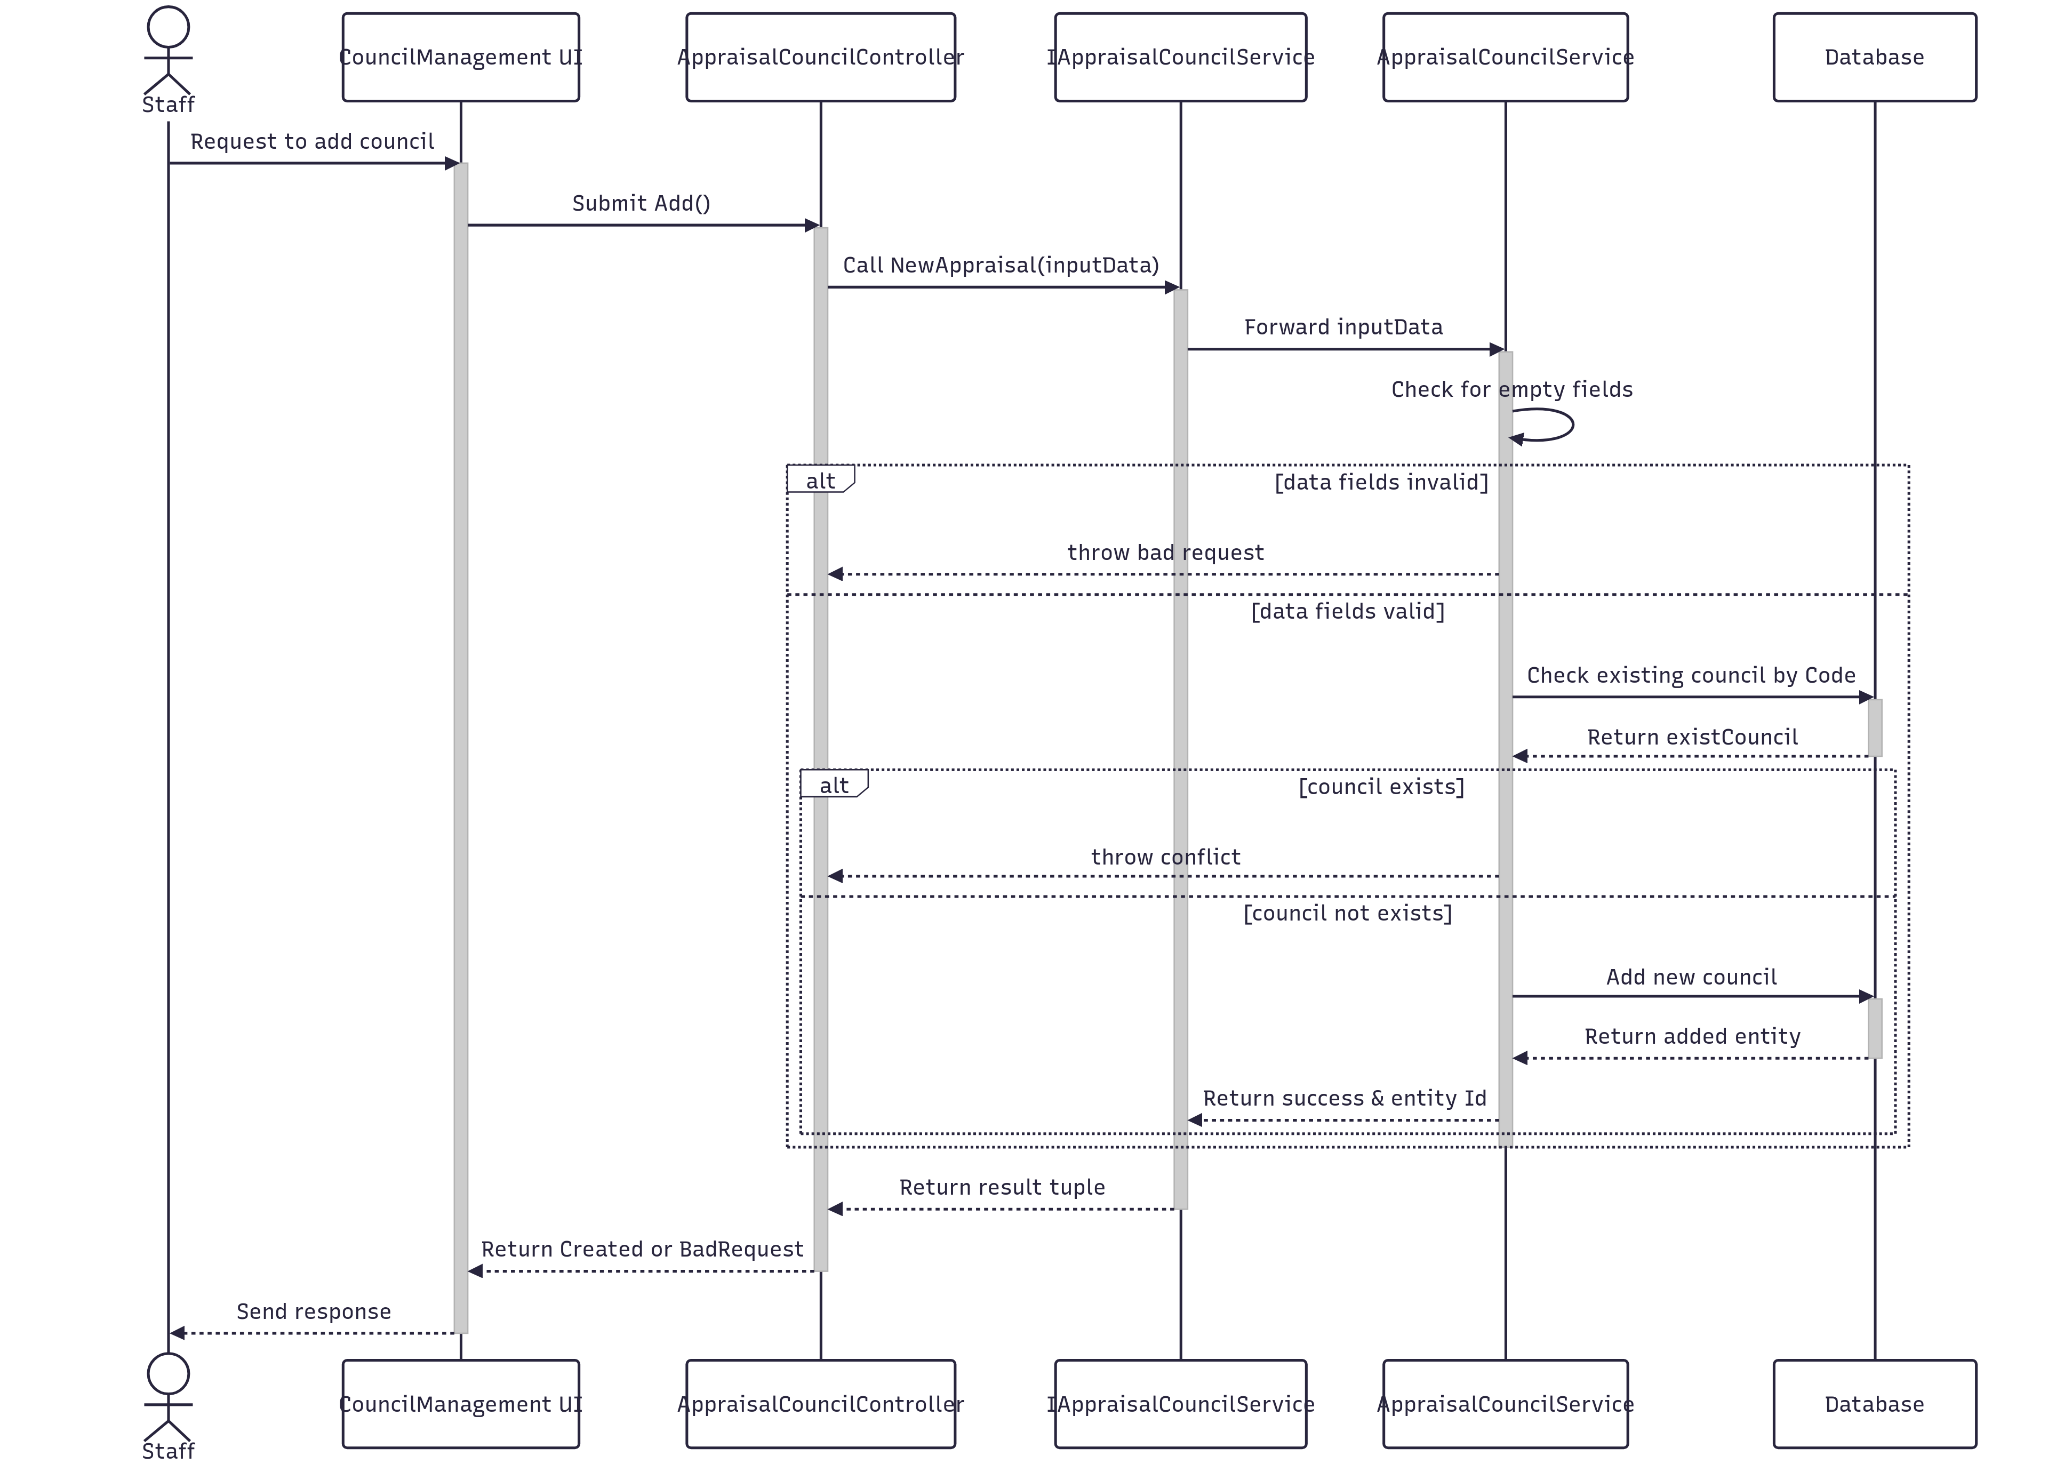 Staff
CouncilManagement UI
AppraisalCouncilController
IAppraisalCouncilService
AppraisalCouncilService
Database
Request to add council
Submit Add()
Call NewAppraisal(inputData)
Forward inputData
Check for empty fields
alt
[data fields invalid]
throw bad request
[data fields valid]
Check existing council by Code
Return existCouncil
alt
[council exists]
throw conflict
[council not exists]
Add new council
Return added entity
Return success & entity Id
Return result tuple
Return Created or BadRequest
Send response
Staff
CouncilManagement UI
AppraisalCouncilController
IAppraisalCouncilService
AppraisalCouncilService
Database